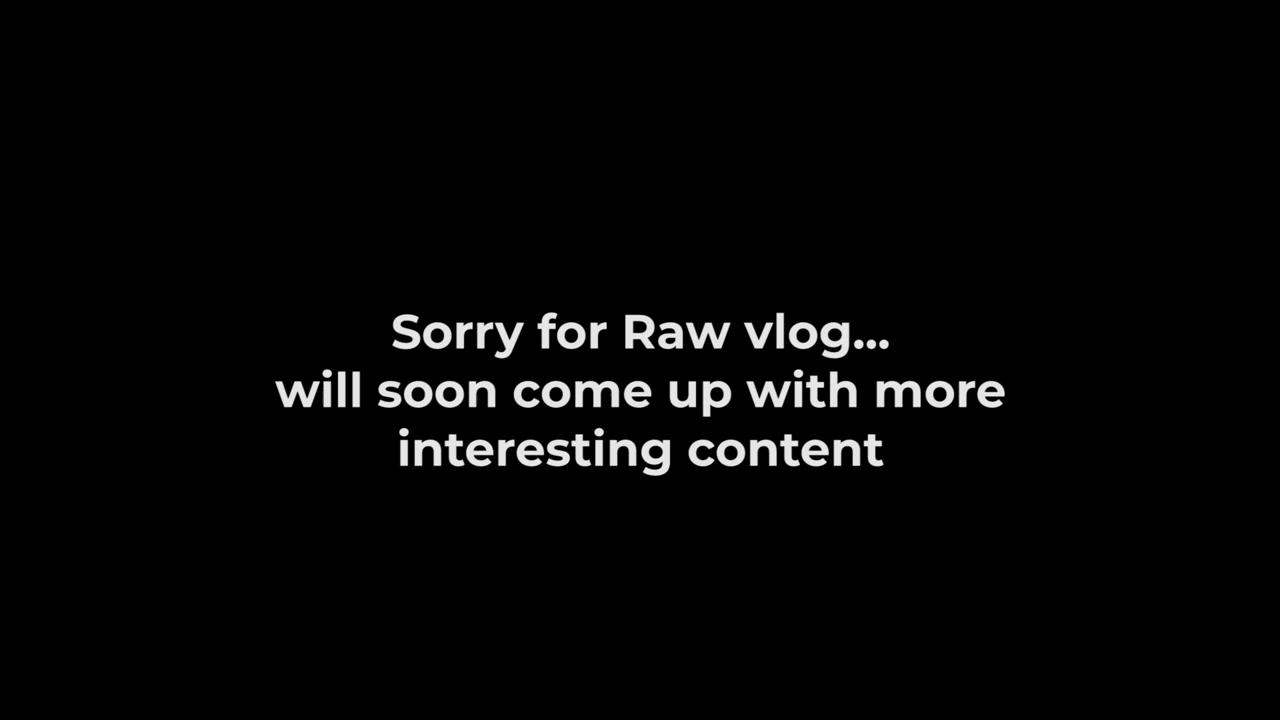 Sorry for Raw vlog...
will soon come up with more
interesting content